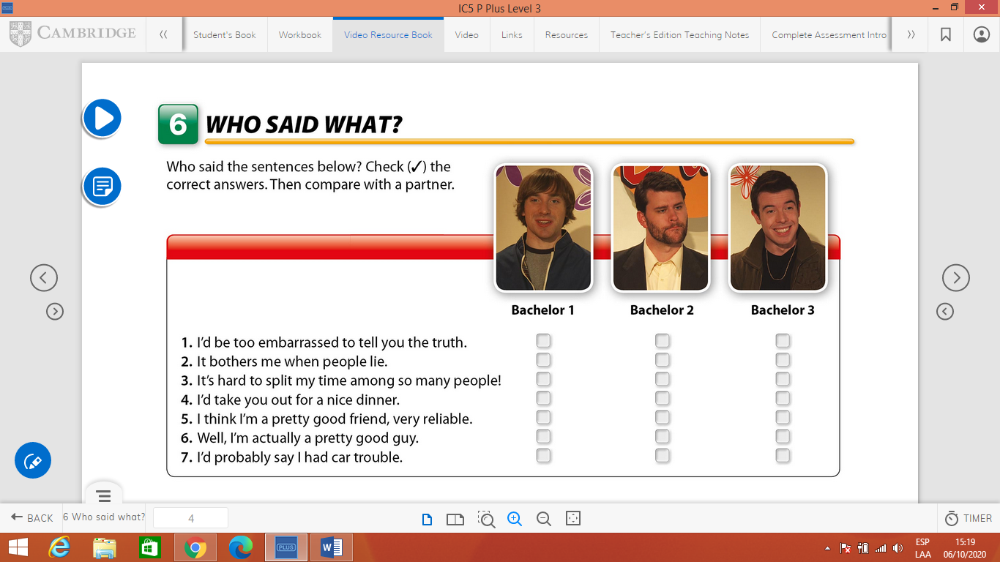 IC5 P Plus Level 3
CAMBRIDGE
Student's Book
Workbook
Video Resource Book
Video
Links
Resources
Teacher's Edition Teaching Notes
Complete Assessment Intro
6 WHO SAID WHAT?
Who said the sentences below? Check (✓) the
correct answers. Then compare with a partner.
Bachelor 1 Bachelor 2 Bachelor 3
1. I'd be too embarrassed to tell you the truth.
2. It bothers me when people lie.
3. It's hard to split my time among so many people!
4. I'd take you out for a nice dinner.
5. I think I'm a pretty good friend, very reliable.
6. Well, I'm actually a pretty good guy.
7. I'd probably say I had car trouble.
BACK
6 Who said what?
4
TIMER
PLUS
ESP 15:19
LAA 06/10/2020